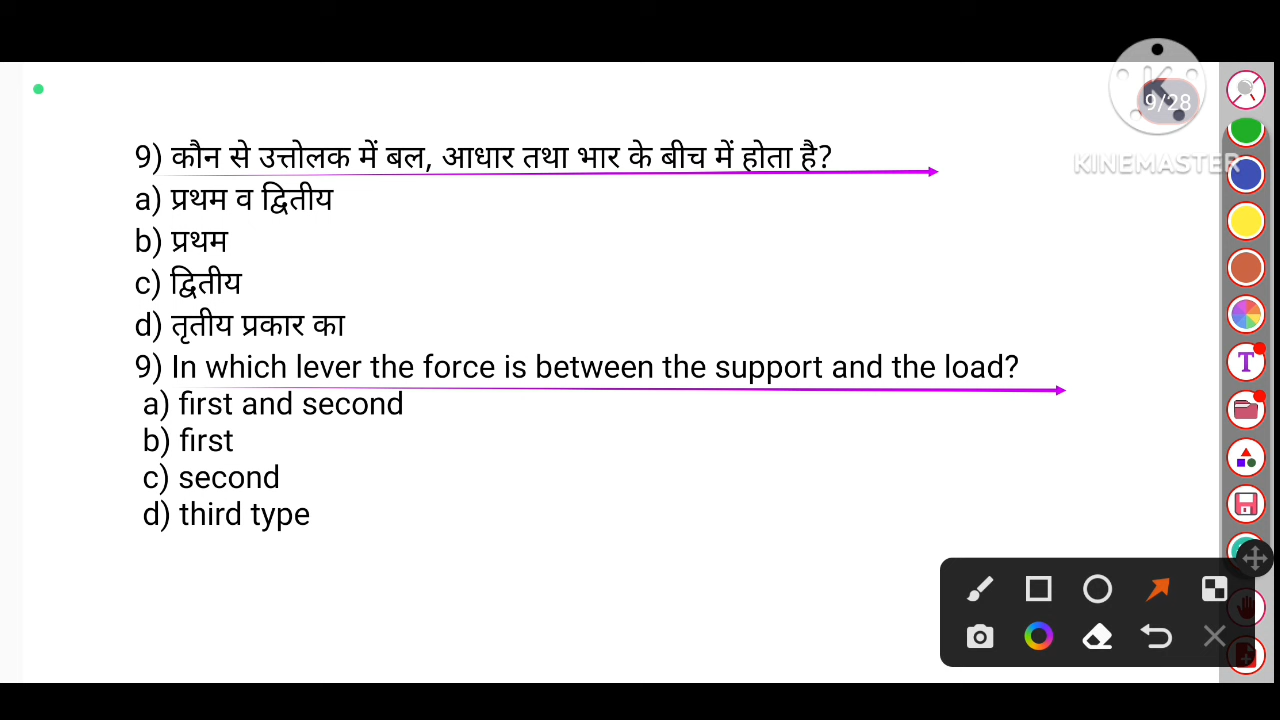 9/28
KINEMASTER
9) कौन से उत्तोलक में बल, आधार तथा भार के बीच में होता है?
a) प्रथम व द्वितीय
b) प्रथम
c) द्वितीय
d) तृतीय प्रकार का
9) In which lever the force is between the support and the load?
a) first and second
b) first
c) second
d) third type
T